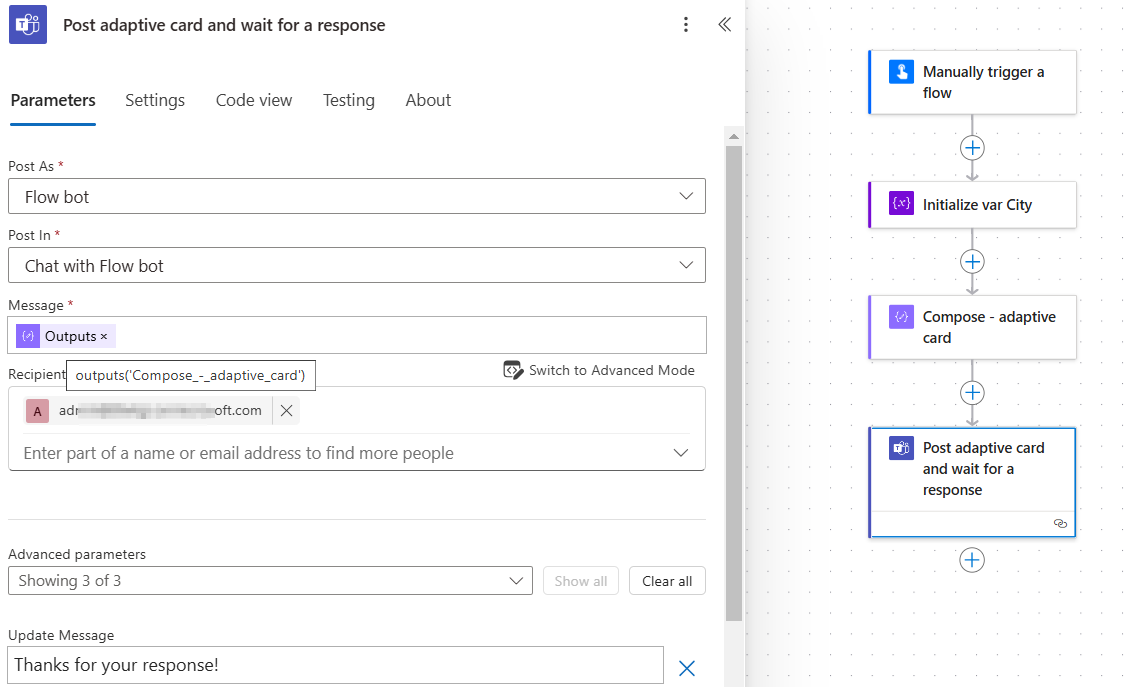 Post adaptive card and wait for a response
Parameters
Settings
Code view
Testing
About
Post As *
Flow bot
Post In *
Chat with Flow bot
Message *
Outputs ×
outputs('Compose_-_adaptive_card')
Recipient
Switch to Advanced Mode
A
oft.com
Enter part of a name or email address to find more people
Advanced parameters
Showing 3 of 3
Show all
Clear all
Update Message
Thanks for your response!
Manually trigger a
flow
Initialize var City
Compose - adaptive
card
Post adaptive card
and wait for a
response